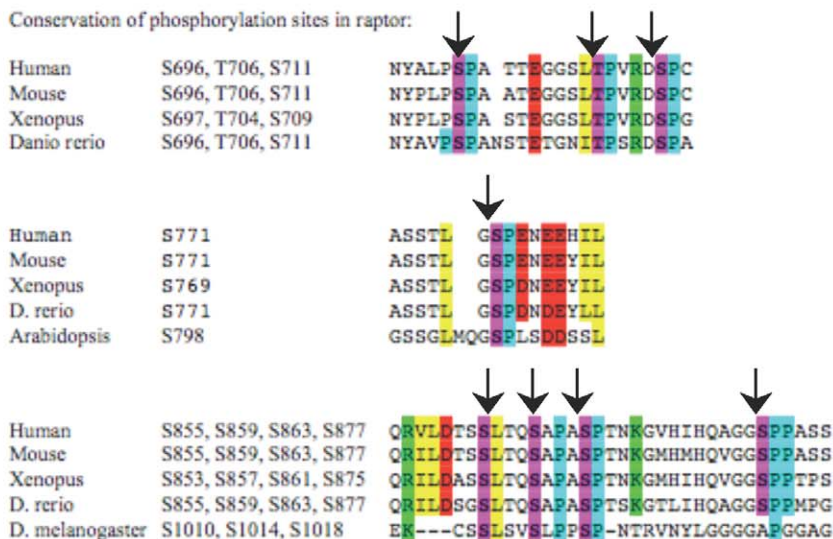 Conservation of phosphorylation sites in raptor:
Human S696, T706, S711 NYALPSPA TTEGGSLTPVRDSPC
Mouse S696, T706, S711 NYPLPSPA ATEGGSLTPVRDSPC
Xenopus S697, T704, S709 NYPLPSPA STEGGSLTPVRDSPG
Danio rerio S696, T706, S711 NYAVPSPANSTETGNITPSRDSPA
Human S771 ASSTL GSPENEEHIL
Mouse S771 ASSTL GSPENEEYIL
Xenopus S769 ASSTL GSPDNEEYIL
D. rerio S771 ASSTL GSPDNDEYLL
Arabidopsis S798 GSSGLMQGSPLSDDSSL
Human S855, S859, S863, S877 QRVLDTSSLTQSAPASPTNKGVHIHQAGGSPPASS
Mouse S855, S859, S863, S877 QRILDTSSLTQSAPASPTNKGMHMHQVGGSPPASS
Xenopus S853, S857, S861, S875 QRILDASSLTQSAPASPTNKGMHIHQVGGSPPTPS
D. rerio S855, S859, S863, S877 QRILDSGSLTQSAPASPTSKGTLIHQAGGSPPMPG
D. melanogaster S1010, S1014, S1018 EK---CSSLSVSLPPSP-NTRVNYLGGGGAPGGAG